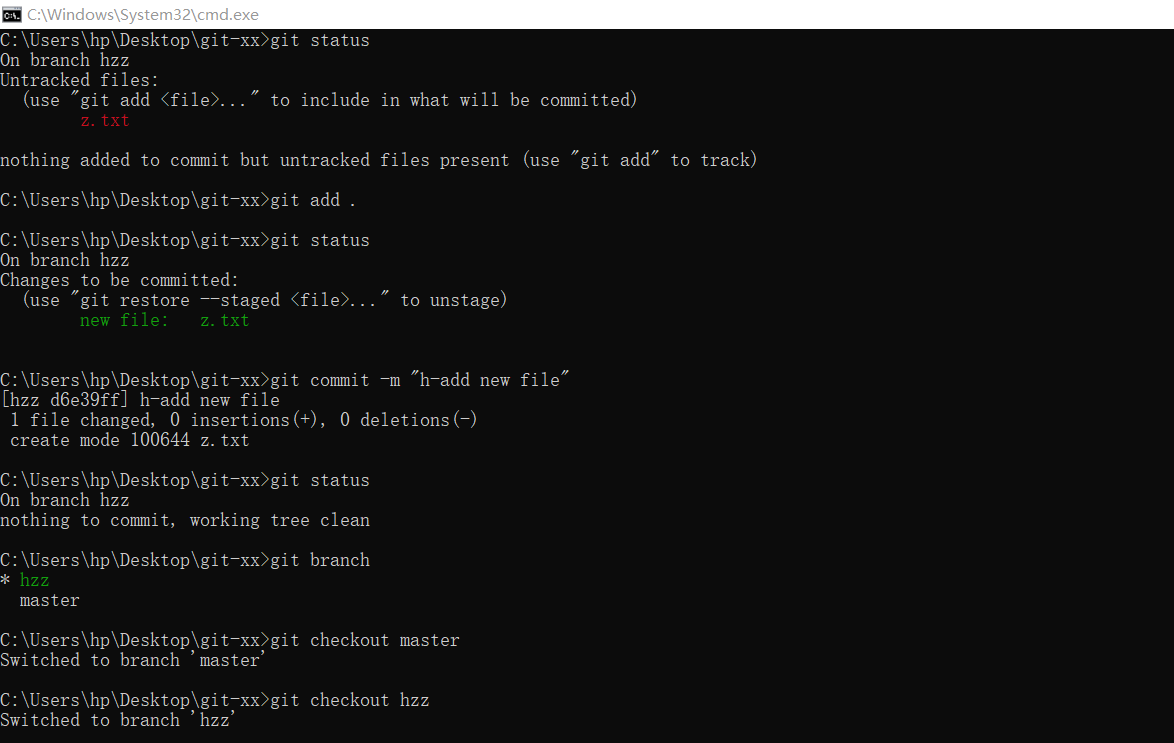 C:\Windows\System32\cmd.exe
C:\Users\hp\Desktop\git-xx>git status
On branch hzz
Untracked files:
  (use "git add <file>..." to include in what will be committed)
        z.txt
nothing added to commit but untracked files present (use "git add" to track)
C:\Users\hp\Desktop\git-xx>git add .
C:\Users\hp\Desktop\git-xx>git status
On branch hzz
Changes to be committed:
  (use "git restore --staged <file>..." to unstage)
        new file:   z.txt
C:\Users\hp\Desktop\git-xx>git commit -m "h-add new file"
[hzz d6e39ff] h-add new file
 1 file changed, 0 insertions(+), 0 deletions(-)
 create mode 100644 z.txt
C:\Users\hp\Desktop\git-xx>git status
On branch hzz
nothing to commit, working tree clean
C:\Users\hp\Desktop\git-xx>git branch
* hzz
  master
C:\Users\hp\Desktop\git-xx>git checkout master
Switched to branch 'master'
C:\Users\hp\Desktop\git-xx>git checkout hzz
Switched to branch 'hzz'